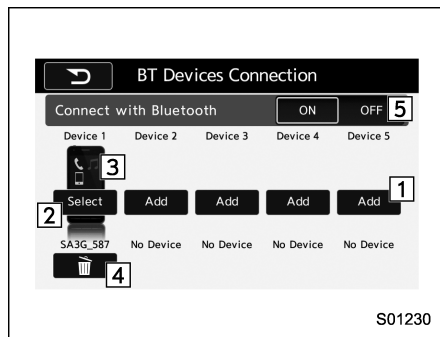 BT Devices Connection
Connect with Bluetooth ON OFF 5
Device 1 Device 2 Device 3 Device 4 Device 5
3
Select Add Add Add Add 1
2
SA3G_587 No Device No Device No Device No Device
4
S01230